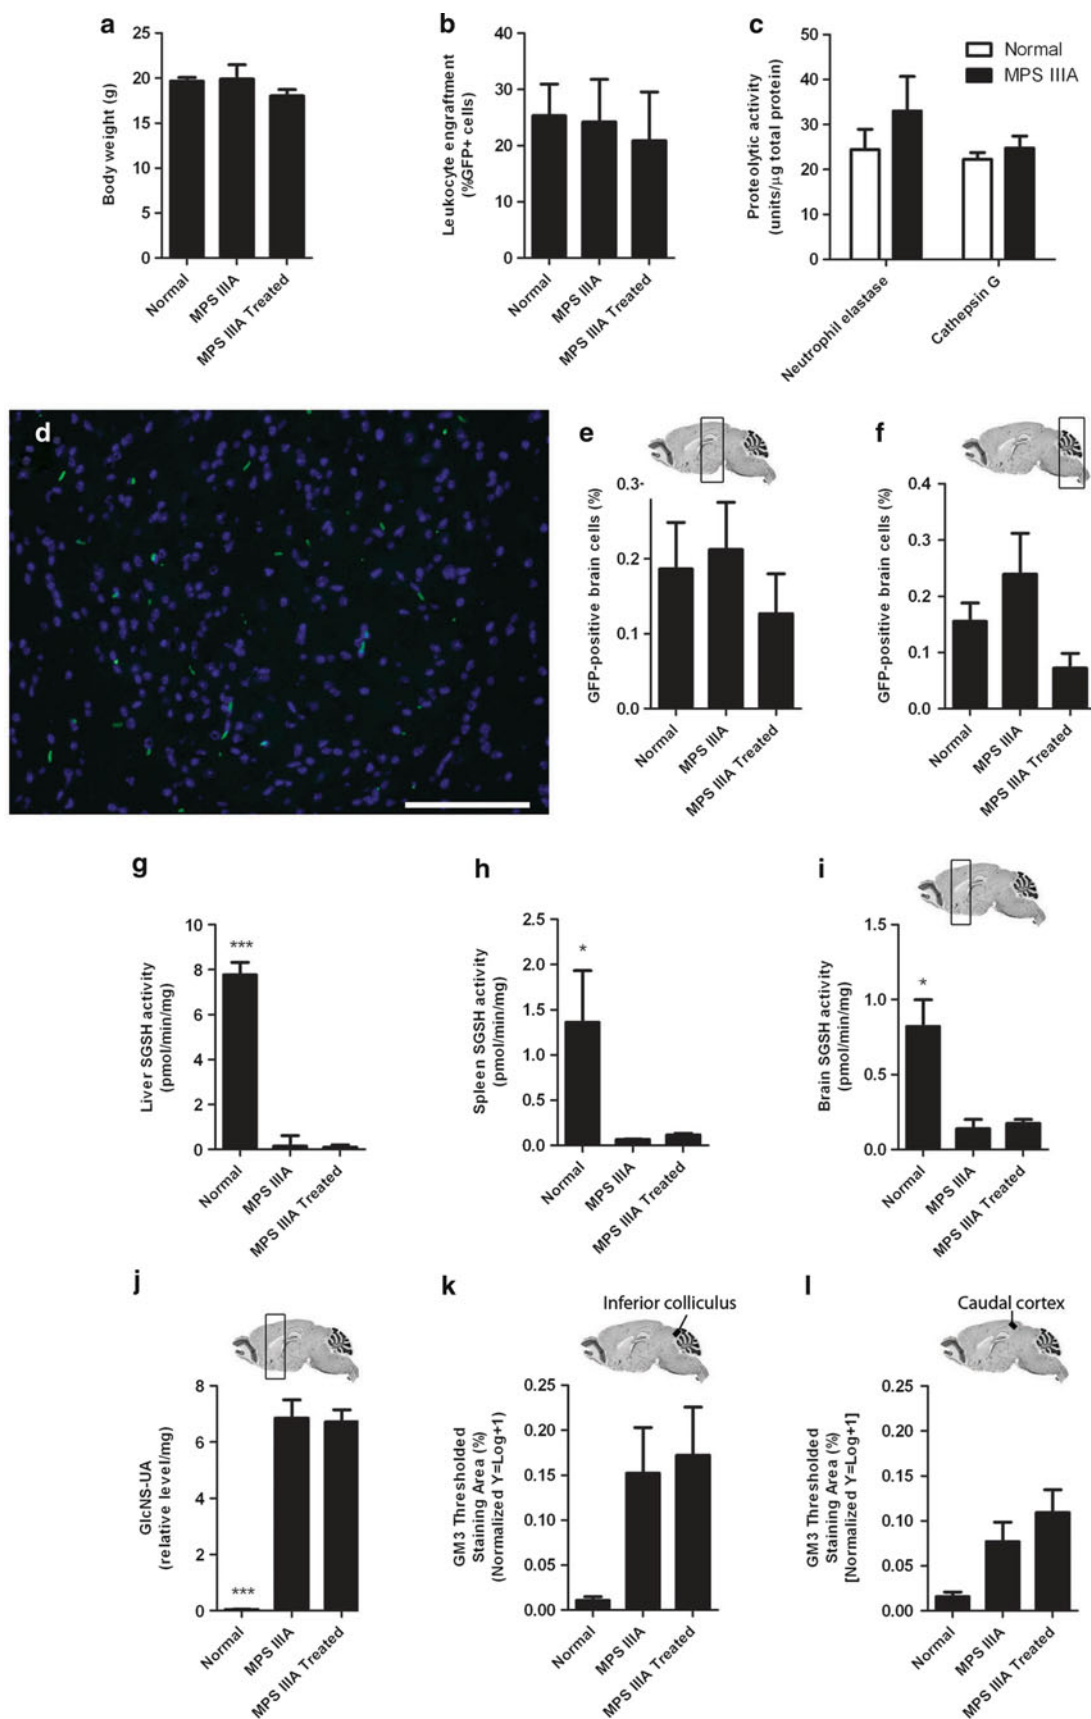 a
Body weight (g)
25
20
15
10
5
0
Normal
MPS IIIA
MPS IIIA Treated
b
Leukocyte engraftment
(%GFP+ cells)
40
30
20
10
0
Normal
MPS IIIA
MPS IIIA Treated
c
Proteolytic activity
(units/µg total protein)
50
40
30
20
10
0
Normal
MPS IIIA
Neutrophil elastase
Cathepsin G
d
e
GFP-positive brain cells (%)
0.3
0.2
0.1
0.0
Normal
MPS IIIA
MPS IIIA Treated
f
GFP-positive brain cells (%)
0.4
0.3
0.2
0.1
0.0
Normal
MPS IIIA
MPS IIIA Treated
g
Liver SGSH activity
(pmol/min/mg)
10
8
6
4
2
0
***
Normal
MPS IIIA
MPS IIIA Treated
h
Spleen SGSH activity
(pmol/min/mg)
2.5
2.0
1.5
1.0
0.5
0.0
*
Normal
MPS IIIA
MPS IIIA Treated
i
Brain SGSH activity
(pmol/min/mg)
1.5
1.0
0.5
0.0
*
Normal
MPS IIIA
MPS IIIA Treated
j
GlcNS-UA
(relative level/mg)
8
6
4
2
0
***
Normal
MPS IIIA
MPS IIIA Treated
k
Inferior colliculus
GM3 Thresholded
Staining Area (%)
(Normalized Y=Log+1)
0.25
0.20
0.15
0.10
0.05
0.00
Normal
MPS IIIA
MPS IIIA Treated
l
Caudal cortex
GM3 Thresholded
Staining Area (%)
[Normalized Y=Log+1]
0.25
0.20
0.15
0.10
0.05
0.00
Normal
MPS IIIA
MPS IIIA Treated